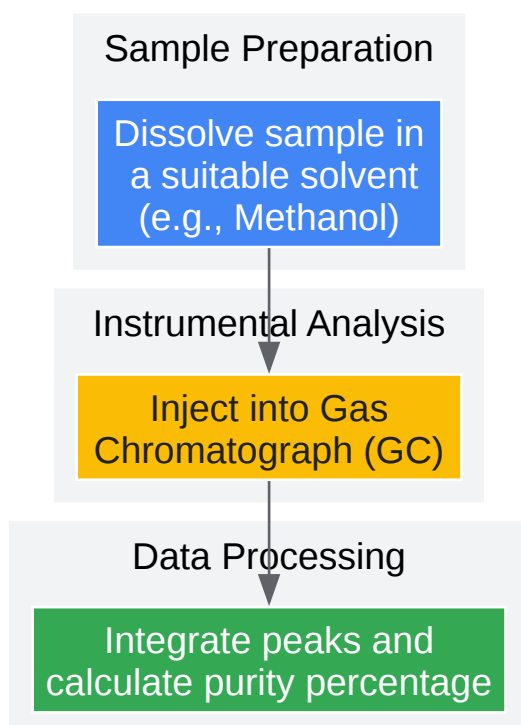 Sample Preparation
Dissolve sample in
a suitable solvent
(e.g., Methanol)
Instrumental Analysis
Inject into Gas
Chromatograph (GC)
Data Processing
Integrate peaks and
calculate purity percentage